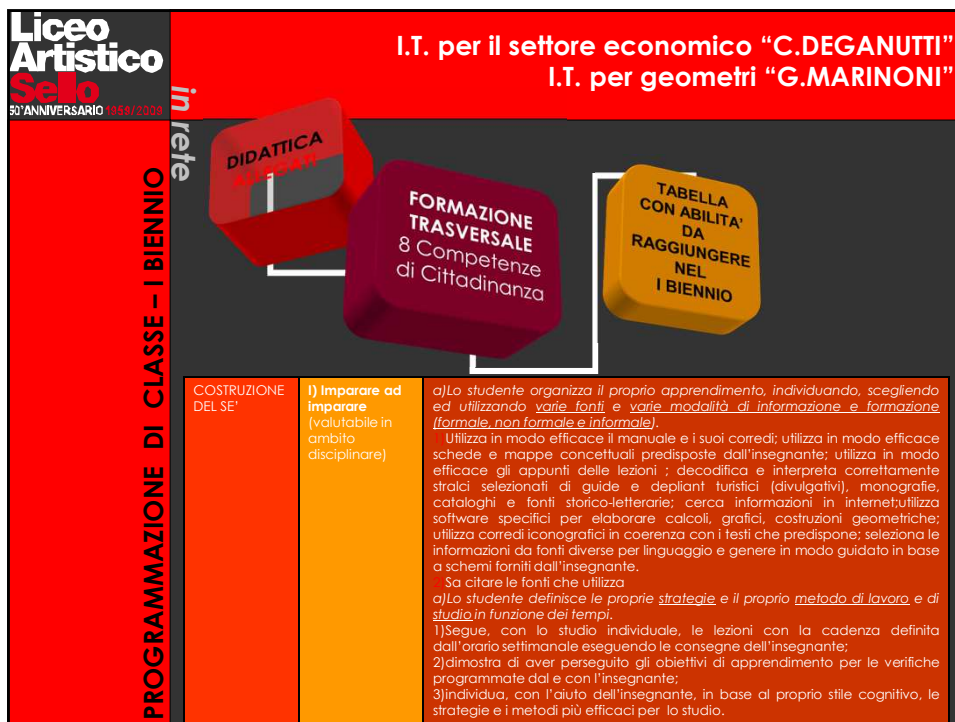 Liceo
Artistico
Sello
50'ANNIVERSARIO 1959/2009
in rete
I.T. per il settore economico “C.DEGANUTTI”
I.T. per geometri “G.MARINONI”
PROGRAMMAZIONE DI CLASSE – I BIENNIO
DIDATTICA
ALLEGATI
FORMAZIONE
TRASVERSALE
8 Competenze
di Cittadinanza
TABELLA
CON ABILITA’
DA
RAGGIUNGERE
NEL
I BIENNIO
COSTRUZIONE
DEL SE’
I) Imparare ad
imparare
(valutabile in
ambito
disciplinare)
a)Lo studente organizza il proprio apprendimento, individuando, scegliendo
ed utilizzando varie fonti e varie modalità di informazione e formazione
(formale, non formale e informale).
1)Utilizza in modo efficace il manuale e i suoi corredi; utilizza in modo efficace
schede e mappe concettuali predisposte dall’insegnante; utilizza in modo
efficace gli appunti delle lezioni ; decodifica e interpreta correttamente
stralci selezionati di guide e depliant turistici (divulgativi), monografie,
cataloghi e fonti storico-letterarie; cerca informazioni in internet;utilizza
software specifici per elaborare calcoli, grafici, costruzioni geometriche;
utilizza corredi iconografici in coerenza con i testi che predispone; seleziona le
informazioni da fonti diverse per linguaggio e genere in modo guidato in base
a schemi forniti dall’insegnante.
2)Sa citare le fonti che utilizza
a)Lo studente definisce le proprie strategie e il proprio metodo di lavoro e di
studio in funzione dei tempi.
1)Segue, con lo studio individuale, le lezioni con la cadenza definita
dall’orario settimanale eseguendo le consegne dell’insegnante;
2)dimostra di aver perseguito gli obiettivi di apprendimento per le verifiche
programmate dal e con l’insegnante;
3)individua, con l’aiuto dell’insegnante, in base al proprio stile cognitivo, le
strategie e i metodi più efficaci per lo studio.